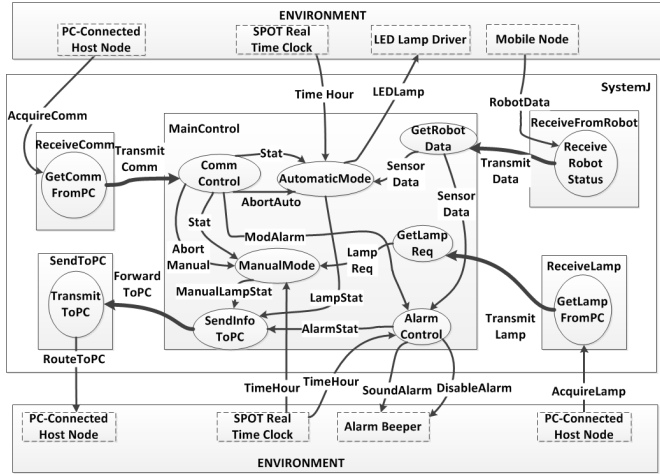 ENVIRONMENT
PC-Connected
Host Node
SPOT Real
Time Clock
LED Lamp Driver
Mobile Node
SystemJ
AcquireComm
Time Hour
LEDLamp
RobotData
ReceiveComm
GetComm
FromPC
Transmit
Comm
MainControl
Comm
Control
Stat
AutomaticMode
AbortAuto
GetRobot
Data
Sensor
Data
Transmit
Data
ReceiveFromRobot
Receive
Robot
Status
Sensor
Data
Stat
ModAlarm
Abort
Manual
ManualMode
Lamp
Req
GetLamp
Req
ManualLampStat
LampStat
SendToPC
Transmit
ToPC
Forward
ToPC
SendInfo
ToPC
AlarmStat
Alarm
Control
Transmit
Lamp
ReceiveLamp
GetLamp
FromPC
RouteToPC
TimeHour
TimeHour
SoundAlarm
DisableAlarm
AcquireLamp
PC-Connected
Host Node
SPOT Real
Time Clock
Alarm Beeper
PC-Connected
Host Node
ENVIRONMENT